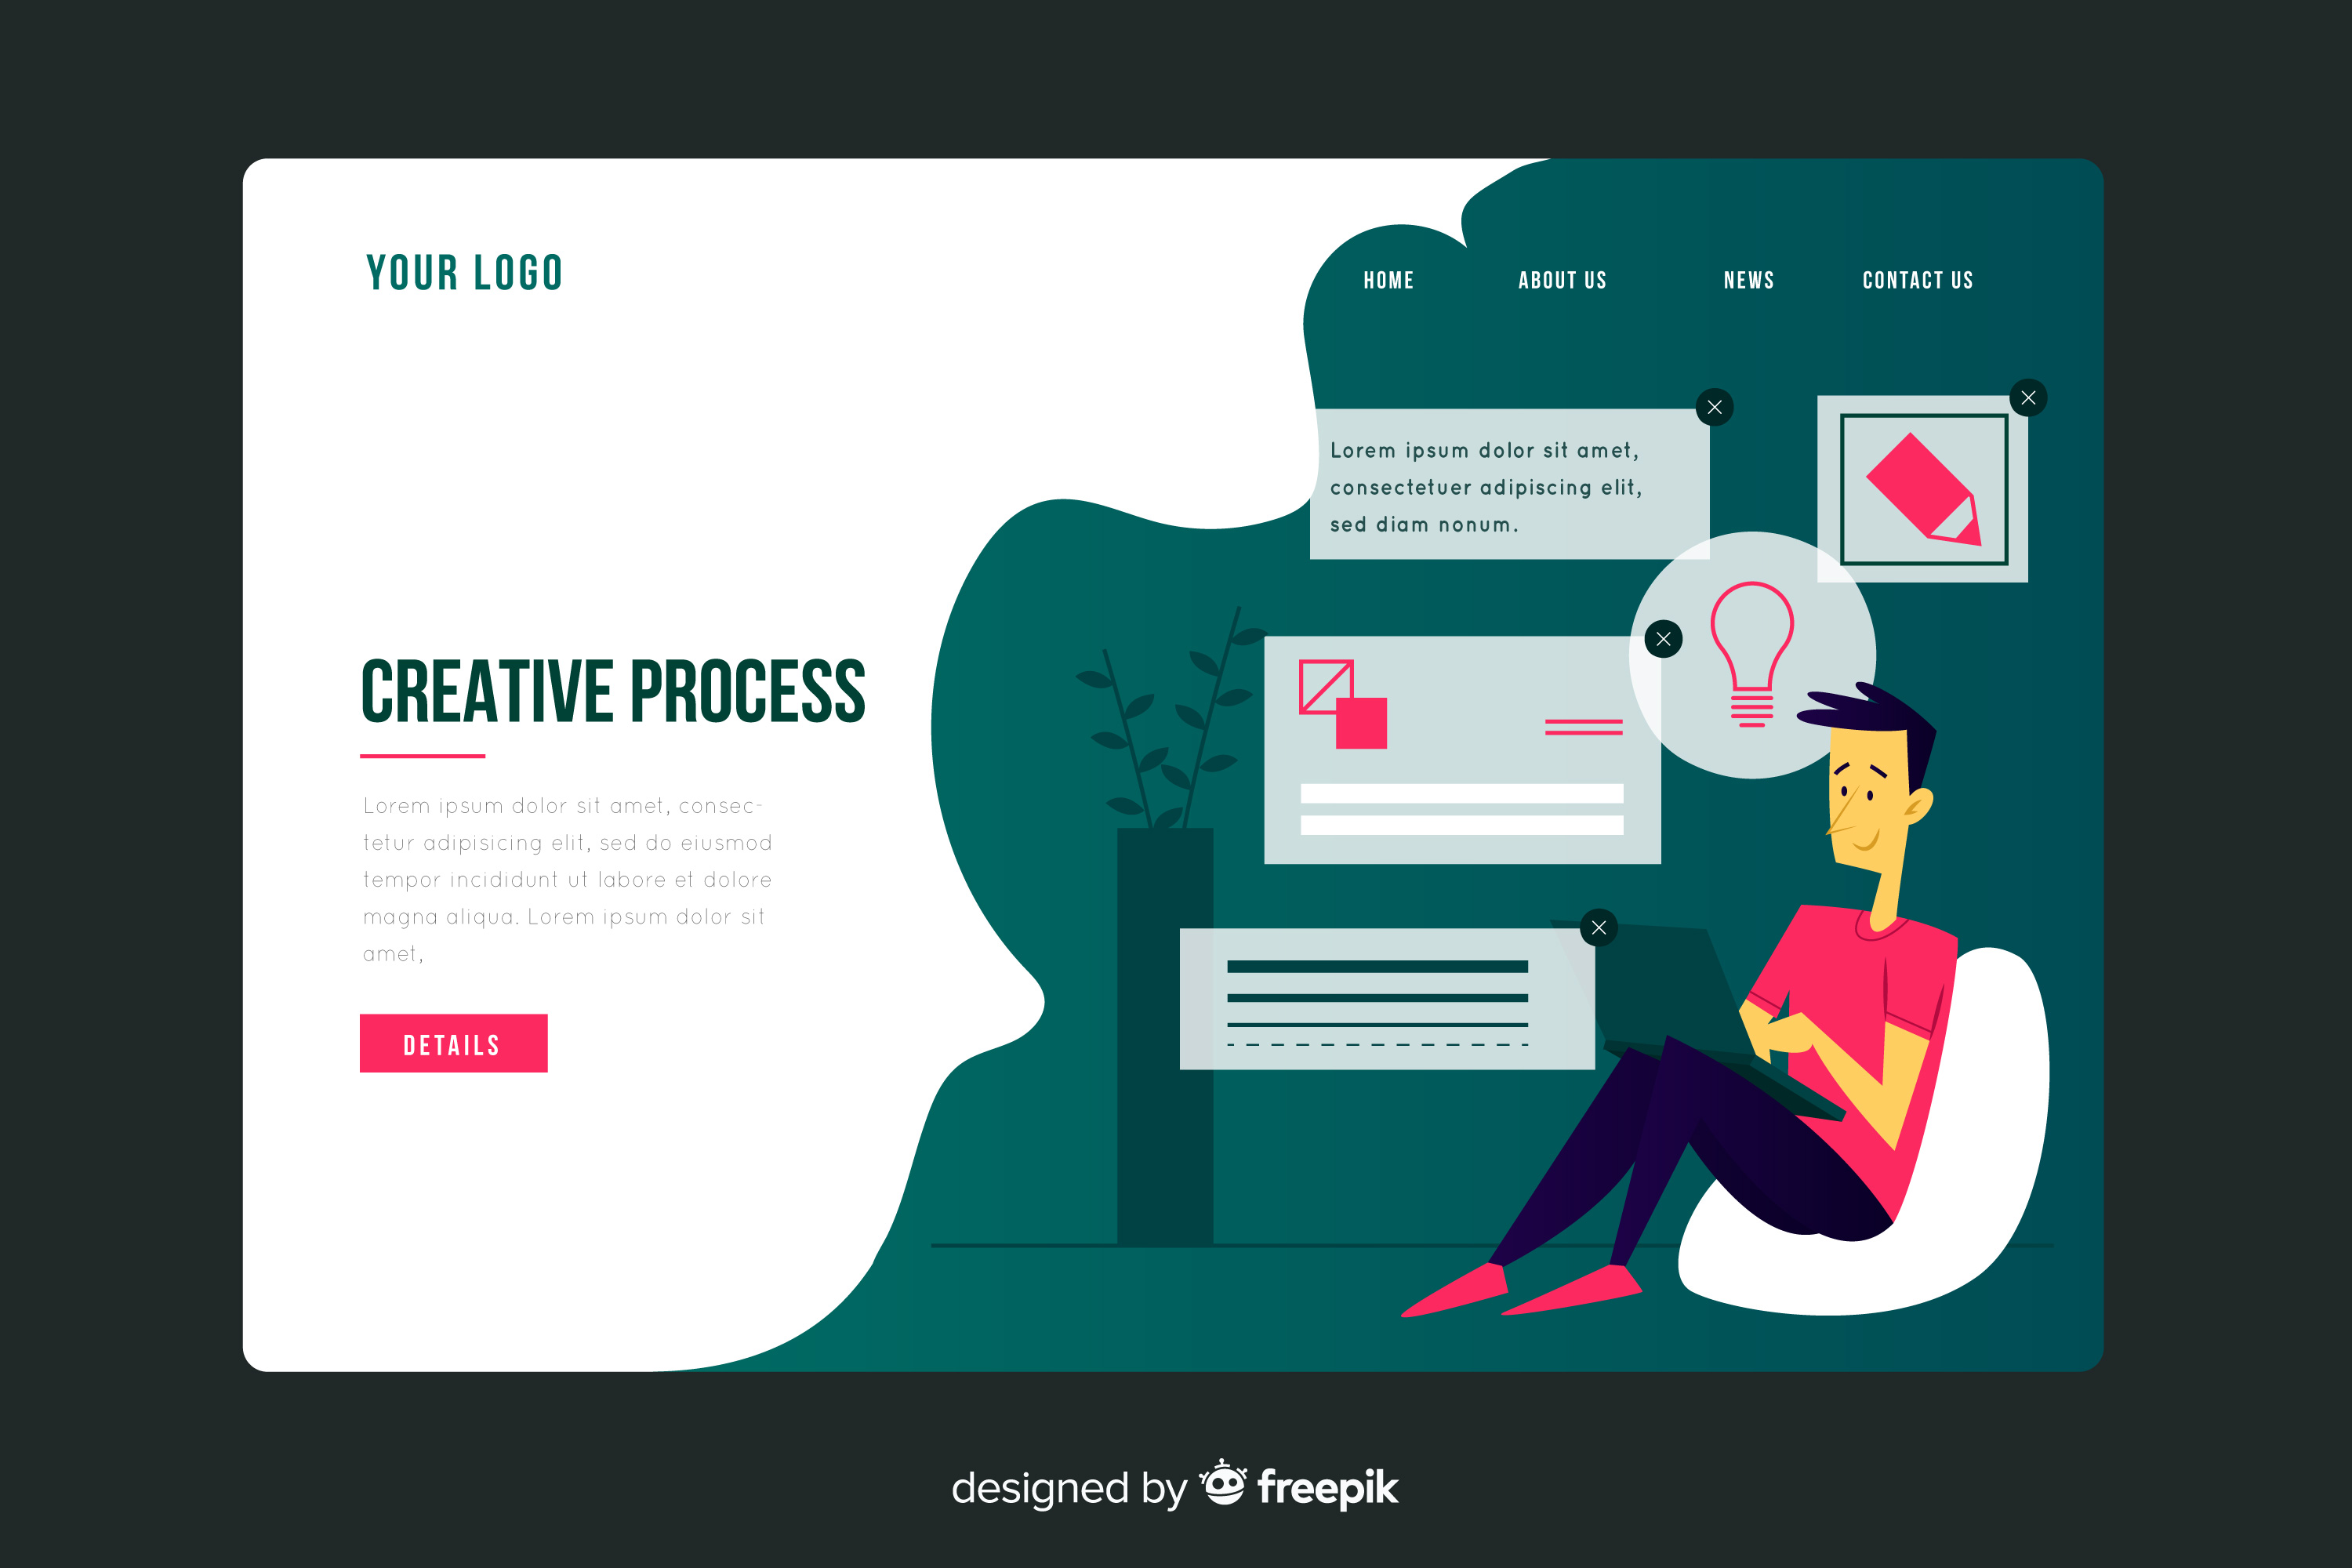 YOUR LOGO
HOME ABOUT US NEWS CONTACT US
Lorem ipsum dolor sit amet,
consectetuer adipiscing elit,
sed diam nonum.
CREATIVE PROCESS
Lorem ipsum dolor sit amet, consec-
tetur adipisicing elit, sed do eiusmod
tempor incididunt ut labore et dolore
magna aliqua. Lorem ipsum dolor sit
amet,
DETAILS
designed by freepik